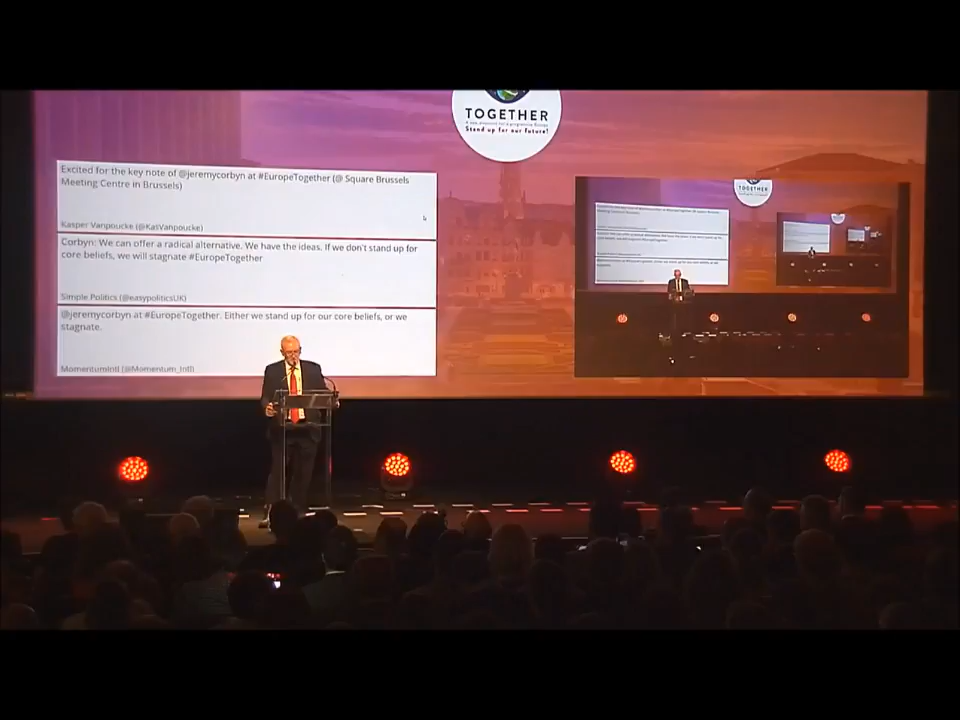 TOGETHER
Stand up for our future!
Excited for the key note of @jeremycorbyn at #EuropeTogether (@ Square Brussels
Meeting Centre in Brussels)
Kasper Vanpoucke (@KasVanpoucke)
Corbyn: We can offer a radical alternative. We have the ideas. If we don't stand up for
core beliefs, we will stagnate #EuropeTogether
Simple Politics (@easypoliticsUK)
@jeremycorbyn at #EuropeTogether. Either we stand up for our core beliefs, or we
stagnate.
MomentumIntl (@Momentum_Intl)